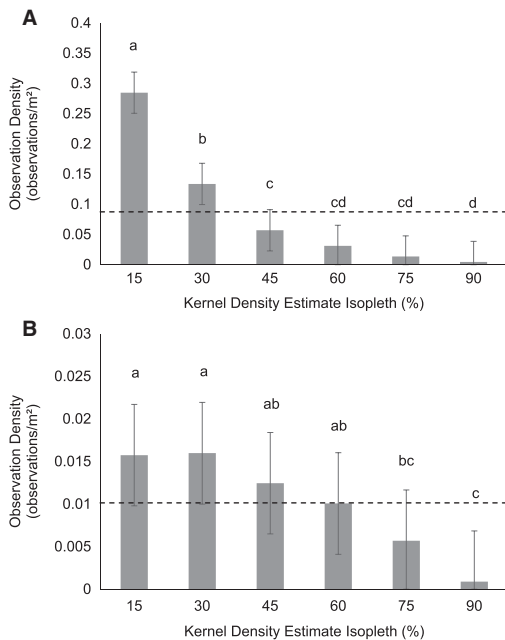 A
0.4
0.35
0.3
0.25
0.2
0.15
0.1
0.05
0
Observation Density
(observations/m²)
a
b
c
cd
cd
d
15 30 45 60 75 90
Kernel Density Estimate Isopleth (%)
B
0.03
0.025
0.02
0.015
0.01
0.005
0
Observation Density
(observations/m²)
a
a
ab
ab
bc
c
15 30 45 60 75 90
Kernel Density Estimate Isopleth (%)